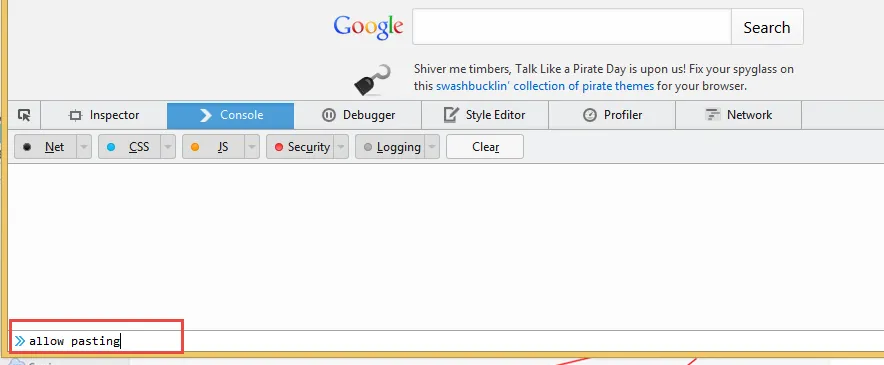 Google
Search
Shiver me timbers, Talk Like a Pirate Day is upon us! Fix your spyglass on
this swashbucklin' collection of pirate themes for your browser.
Inspector Console Debugger Style Editor Profiler Network
Net CSS JS Security Logging Clear
allow pasting